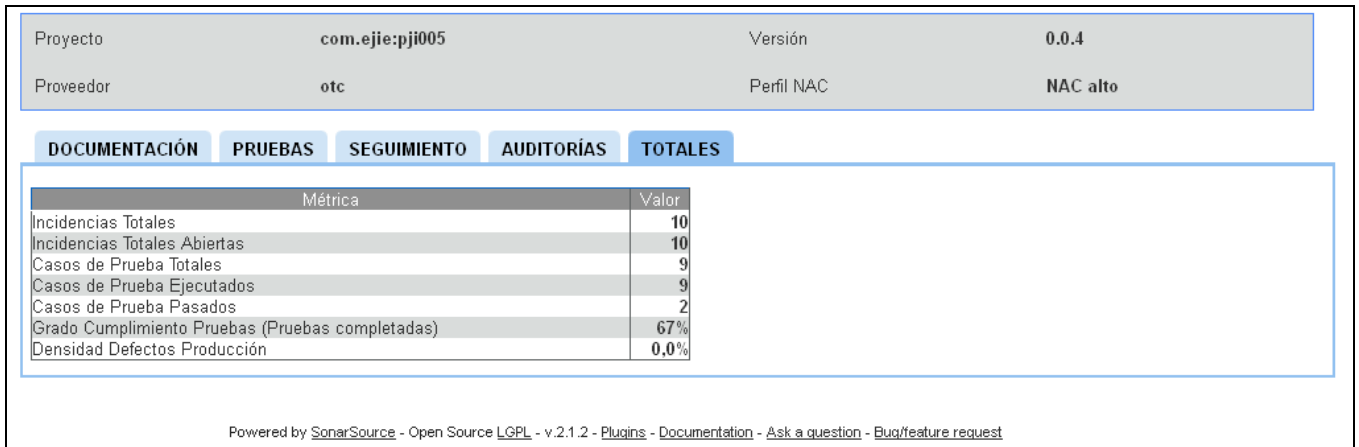 Proyecto com.ejie:pji005 Versión 0.0.4
Proveedor otc Perfil NAC NAC alto
DOCUMENTACIÓN PRUEBAS SEGUIMIENTO AUDITORÍAS TOTALES
Métrica Valor
Incidencias Totales 10
Incidencias Totales Abiertas 10
Casos de Prueba Totales 9
Casos de Prueba Ejecutados 9
Casos de Prueba Pasados 2
Grado Cumplimiento Pruebas (Pruebas completadas) 67%
Densidad Defectos Producción 0,0%
Powered by SonarSource - Open Source LGPL - v.2.1.2 - Plugins - Documentation - Ask a question - Bug/feature request